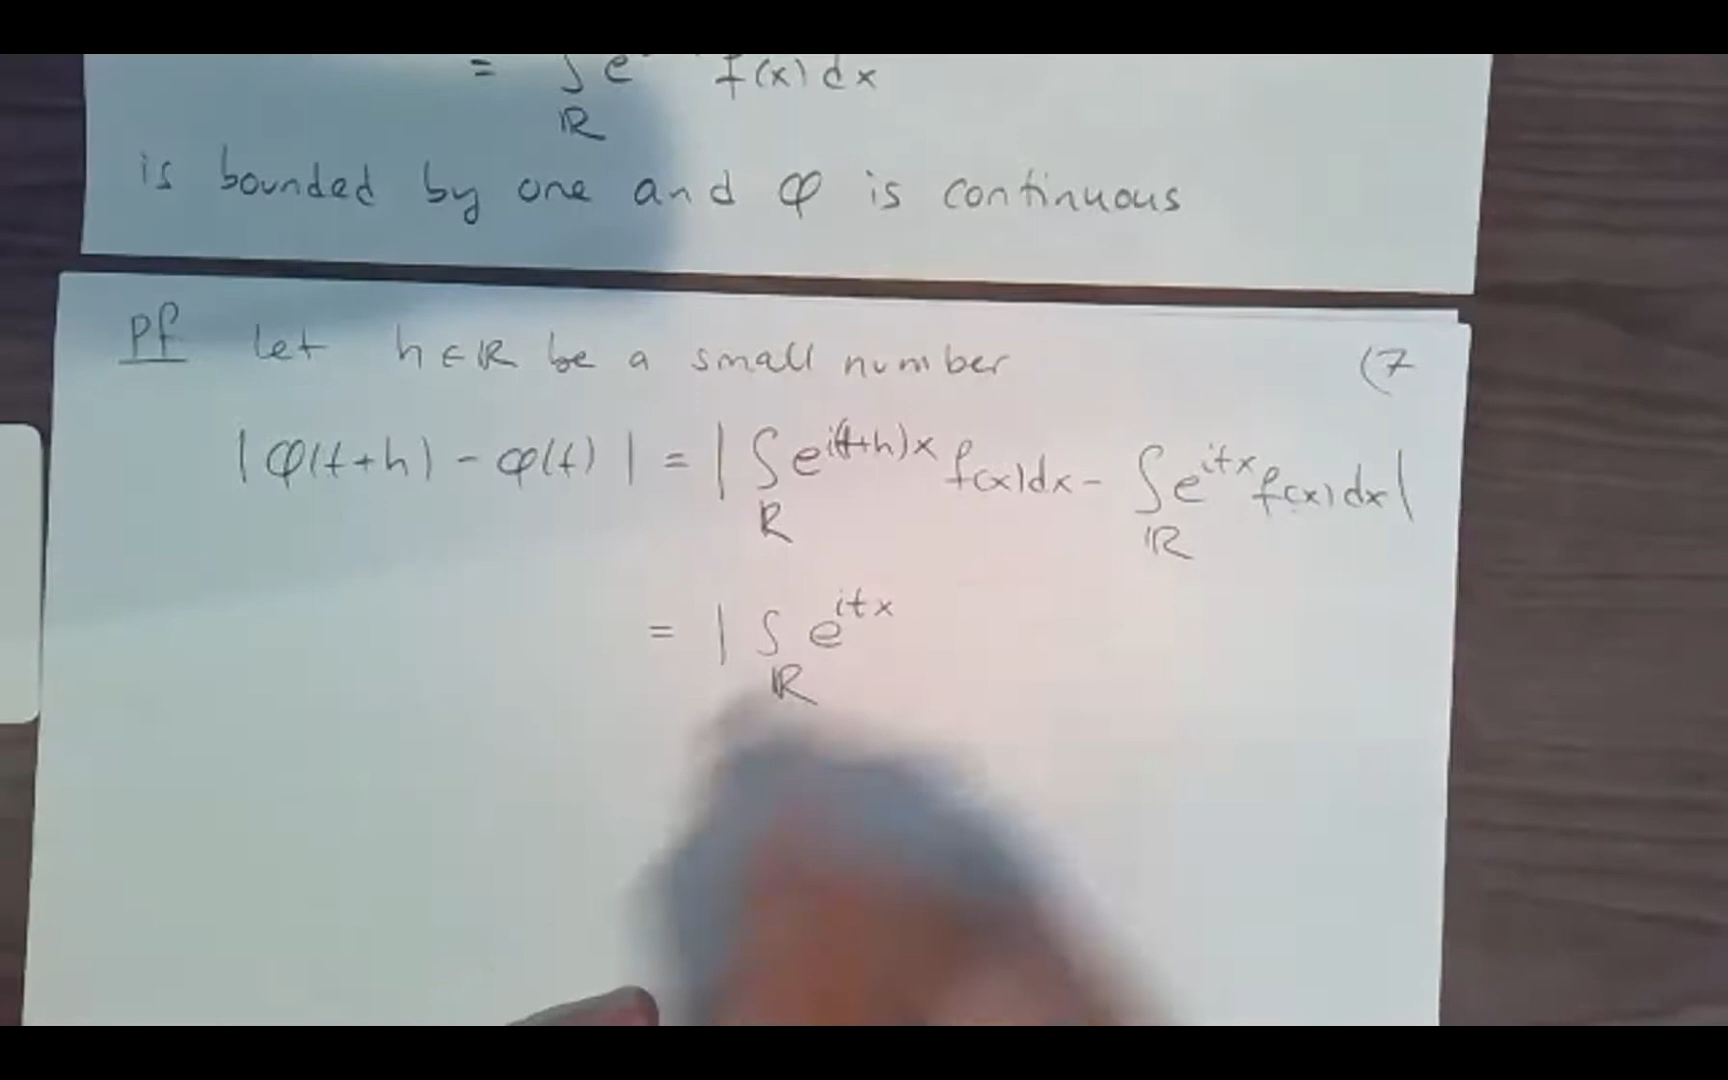 = ∫ e f(x) dx
ℝ
is bounded by one and φ is continuous
Pf Let h ∈ ℝ be a small number (7
| φ(t+h) - φ(t) | = | ∫ e^{i(t+h)x} f(x) dx - ∫ e^{itx} f(x) dx |
ℝ ℝ
= | ∫ e^{itx}
ℝ